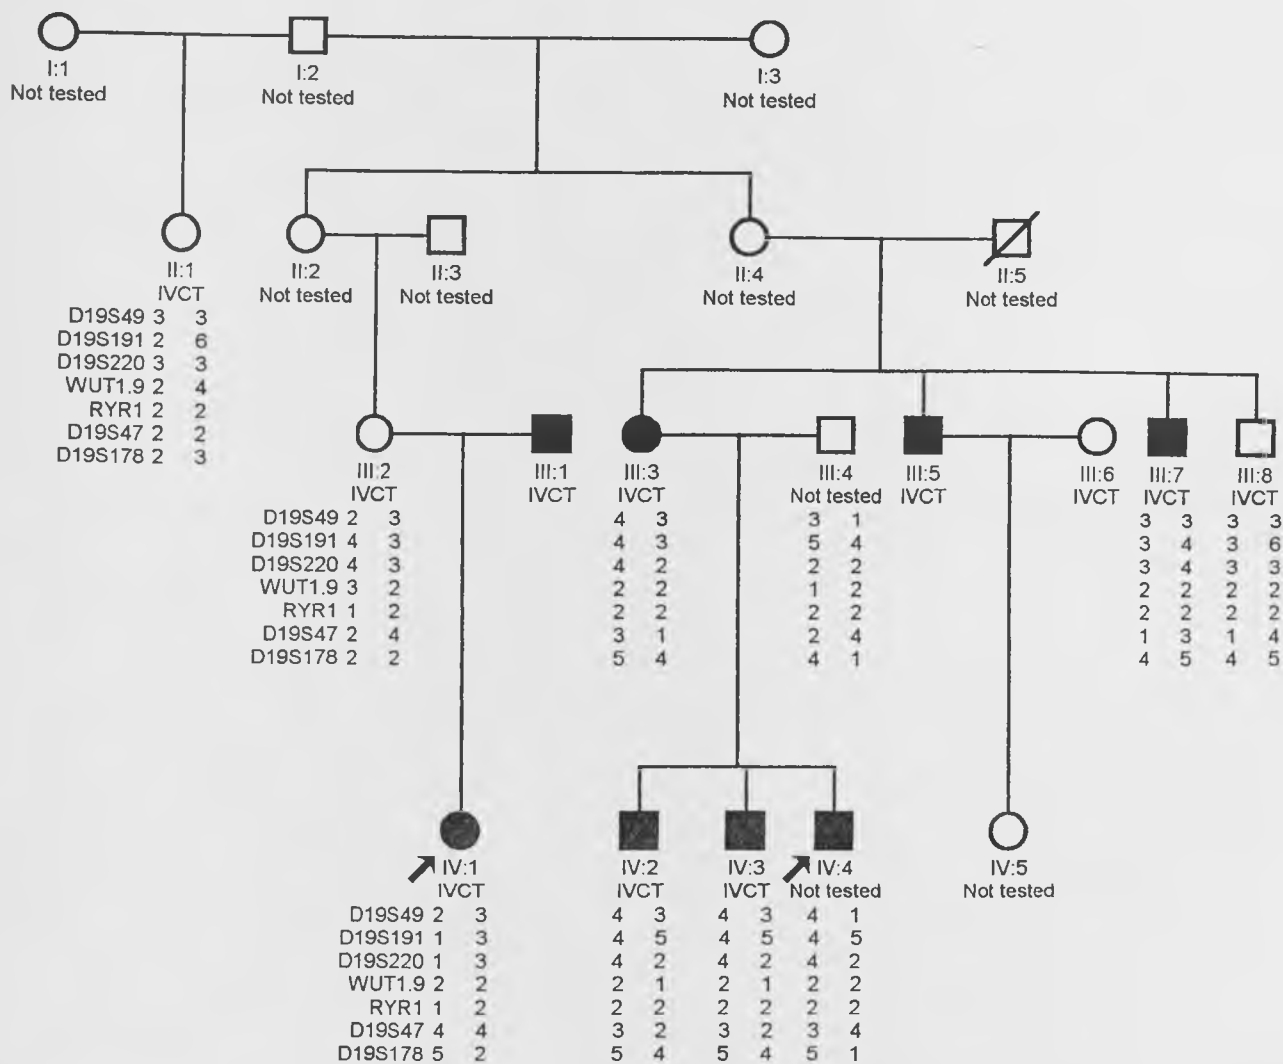 I:1
Not tested
I:2
Not tested
I:3
Not tested
II:1
IVCT
D19S49 3 3
D19S191 2 6
D19S220 3 3
WUT1.9 2 4
RYR1 2 2
D19S47 2 2
D19S178 2 3
II:2
Not tested
II:3
Not tested
II:4
Not tested
II:5
Not tested
III:2
IVCT
D19S49 2 3
D19S191 4 3
D19S220 4 3
WUT1.9 3 2
RYR1 1 2
D19S47 2 4
D19S178 2 2
III:1
IVCT
III:3
IVCT
4 3
4 3
4 2
2 2
2 2
3 1
5 4
III:4
Not tested
3 1
5 4
2 2
1 2
2 2
2 4
4 1
III:5
IVCT
III:6
IVCT
III:7
IVCT
3 3
3 4
3 4
2 2
2 2
1 3
4 5
III:8
IVCT
3 3
3 6
3 3
2 2
2 2
1 4
4 5
IV:1
IVCT
D19S49 2 3
D19S191 1 3
D19S220 1 3
WUT1.9 2 2
RYR1 1 2
D19S47 4 4
D19S178 5 2
IV:2
IVCT
4 3
4 5
4 2
2 1
2 2
3 2
5 4
IV:3
IVCT
4 3
4 5
4 2
2 1
2 2
3 2
5 4
IV:4
Not tested
4 1
4 5
4 2
2 2
2 2
3 4
5 1
IV:5
Not tested